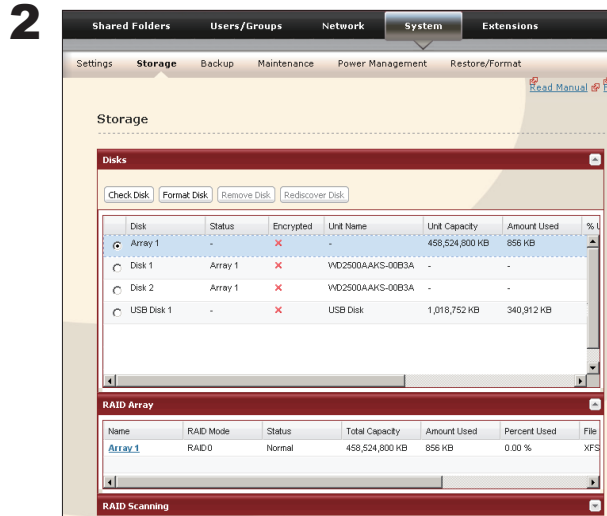 2
Shared Folders Users/Groups Network System Extensions
Settings Storage Backup Maintenance Power Management Restore/Format
Read Manual
Storage
Disks
Check Disk Format Disk Remove Disk Rediscover Disk
Disk Status Encrypted Unit Name Unit Capacity Amount Used %
Array 1 - - 458,524,800 KB 856 KB
Disk 1 Array 1 WD2500AAKS-00B3A - -
Disk 2 Array 1 WD2500AAKS-00B3A - -
USB Disk 1 - USB Disk 1,018,752 KB 340,912 KB
RAID Array
Name RAID Mode Status Total Capacity Amount Used Percent Used File
Array 1 RAID0 Normal 458,524,800 KB 856 KB 0.00 % XFS
RAID Scanning